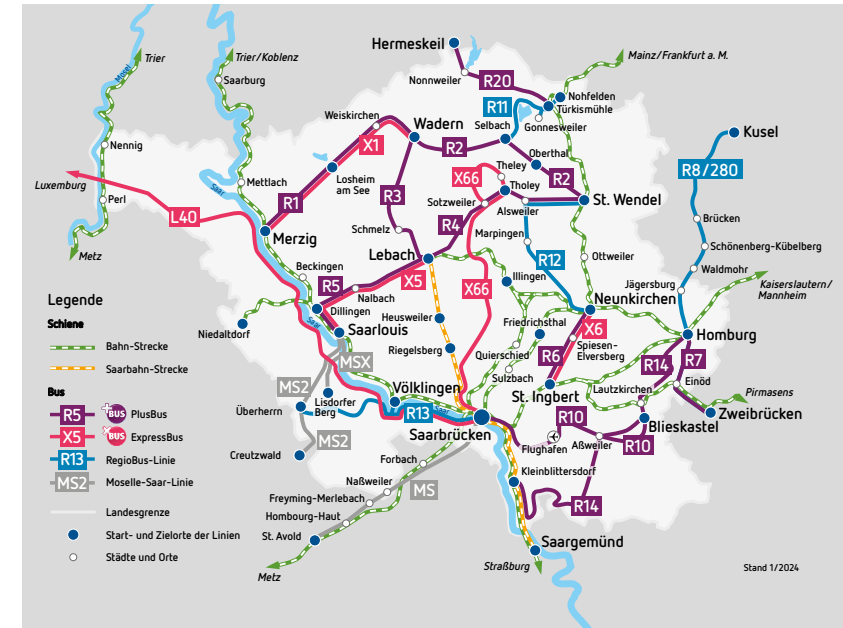 Hermeskeil
Trier
Trier/Koblenz
Mainz/Frankfurt a. M.
Mosel
Saarburg
Nonnweiler
R20
Nohfelden
Türkismühle
R11
Gonnesweiler
Weiskirchen
X1
Wadern
Selbach
R2
Kusel
Nennig
Losheim
am See
Oberthal
R2
R8/280
Theley
X66
Tholey
Luxemburg
Mettlach
Saar
Perl
L40
R1
R3
Sotzweiler
Alsweiler
St. Wendel
Brücken
Merzig
Schmelz
R4
Marpingen
Metz
Lebach
R12
Schönenberg-Kübelberg
Ottweiler
Waldmohr
Beckingen
X5
Illingen
Jägersburg
Kaiserslautern/
Mannheim
R5
Nalbach
X66
Neunkirchen
Dillingen
Saar
Saarlouis
Heusweiler
Friedrichsthal
X6
Homburg
Niedaltdorf
Spiesen-
Elversberg
MSX
Riegelsberg
Quierschied
R6
R14
R7
MS2
Sulzbach
St. Ingbert
Lautzkirchen
Einöd
Pirmasens
Völklingen
Lisdorfer
Berg
Überherrn
R13
Saar
Saarbrücken
R10
Blieskastel
Zweibrücken
Creutzwald
MS2
Flughafen
Aßweiler
R10
Forbach
Kleinblittersdorf
Naßweiler
MS
R14
Freyming-Merlebach
Hombourg-Haut
St. Avold
Saargemünd
Metz
Straßburg
Stand 1/2024
Legende
Schiene
Bahn-Strecke
Saarbahn-Strecke
Bus
R5 BUS PlusBus
X5 BUS ExpressBus
R13 RegioBus-Linie
MS2 Moselle-Saar-Linie
Landesgrenze
Start- und Zielorte der Linien
Städte und Orte